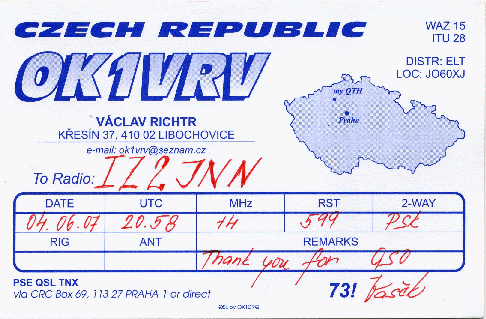 CZECH REPUBLIC
WAZ 15
ITU 28
OK1VRV
DISTR: ELT
LOC: JO60XJ
my QTH
Praha
VÁCLAV RICHTR
KŘESÍN 37, 410 02 LIBOCHOVICE
e-mail: ok1vrv@seznam.cz
To Radio: IZ2JNN
DATE UTC MHz RST 2-WAY
04.06.07 20.58 14 599 PSK
RIG ANT REMARKS
Thank you for QSO
PSE QSL TNX
via CRC Box 69, 113 27 PRAHA 1 or direct
73! Vašek